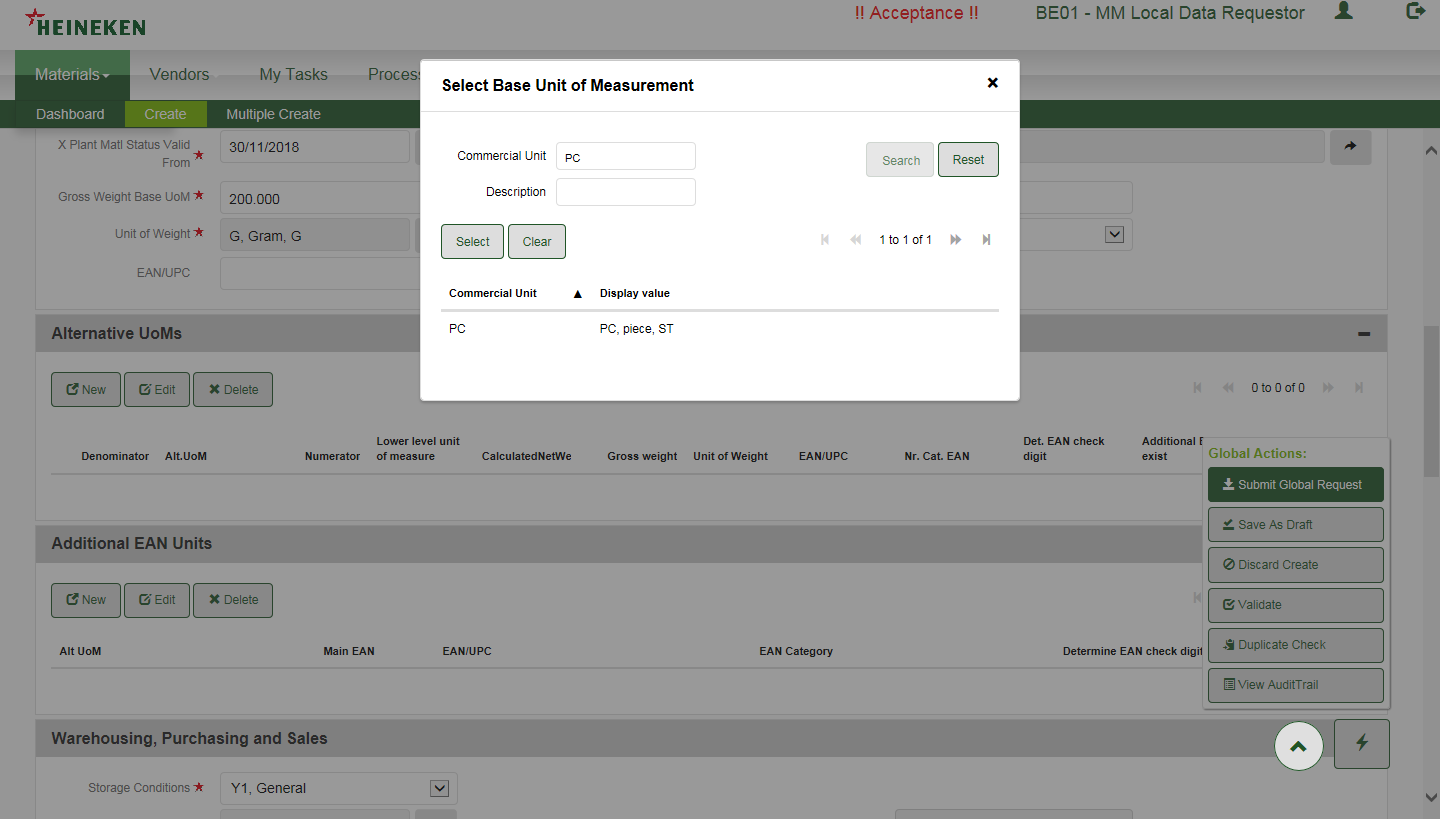 HEINEKEN
!! Acceptance !!
BE01 - MM Local Data Requestor
Materials
Vendors
My Tasks
Process
Dashboard
Create
Multiple Create
Select Base Unit of Measurement
Commercial Unit
PC
Search
Reset
Description
Select
Clear
1 to 1 of 1
Commercial Unit
Display value
PC
PC, piece, ST
X Plant Matl Status Valid
From
30/11/2018
Gross Weight Base UoM
200.000
Unit of Weight
G, Gram, G
EAN/UPC
Alternative UoMs
New
Edit
Delete
0 to 0 of 0
Denominator
Alt.UoM
Numerator
Lower level unit
of measure
CalculatedNetWe
Gross weight
Unit of Weight
EAN/UPC
Nr. Cat. EAN
Det. EAN check
digit
Additional E
exist
Global Actions:
Submit Global Request
Save As Draft
Discard Create
Validate
Duplicate Check
View AuditTrail
Additional EAN Units
New
Edit
Delete
Alt UoM
Main EAN
EAN/UPC
EAN Category
Determine EAN check digit
Warehousing, Purchasing and Sales
Storage Conditions
Y1, General